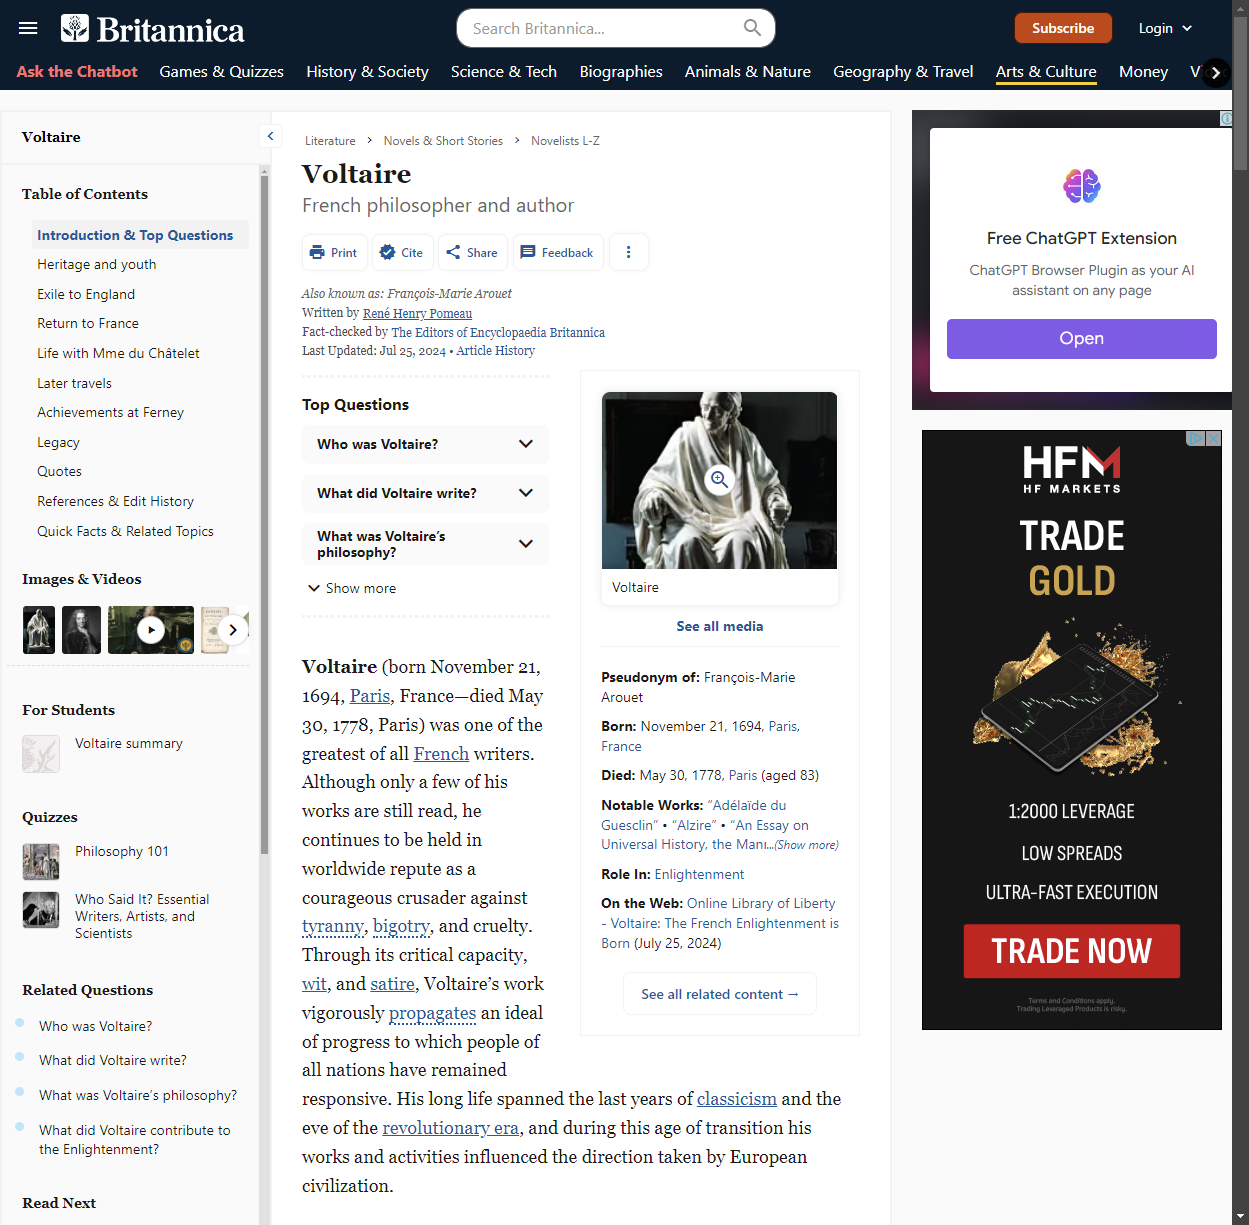 Britannica
Search Britannica...
Subscribe
Login
Ask the Chatbot
Games & Quizzes
History & Society
Science & Tech
Biographies
Animals & Nature
Geography & Travel
Arts & Culture
Money
Voltaire
Table of Contents
Introduction & Top Questions
Heritage and youth
Exile to England
Return to France
Life with Mme du Châtelet
Later travels
Achievements at Ferney
Legacy
Quotes
References & Edit History
Quick Facts & Related Topics
Images & Videos
For Students
Voltaire summary
Quizzes
Philosophy 101
Who Said It? Essential
Writers, Artists, and
Scientists
Related Questions
Who was Voltaire?
What did Voltaire write?
What was Voltaire's philosophy?
What did Voltaire contribute to
the Enlightenment?
Read Next
Literature > Novels & Short Stories > Novelists L-Z
Voltaire
French philosopher and author
Print
Cite
Share
Feedback
Also known as: François-Marie Arouet
Written by René Henry Pomeau
Fact-checked by The Editors of Encyclopaedia Britannica
Last Updated: Jul 25, 2024 • Article History
Top Questions
Who was Voltaire?
What did Voltaire write?
What was Voltaire's
philosophy?
Show more
Voltaire
See all media
Pseudonym of: François-Marie
Arouet
Born: November 21, 1694, Paris,
France
Died: May 30, 1778, Paris (aged 83)
Notable Works: “Adélaïde du
Guesclin” • “Alzire” • “An Essay on
Universal History, the Man...(Show more)
Role In: Enlightenment
On the Web: Online Library of Liberty
- Voltaire: The French Enlightenment is
Born (July 25, 2024)
See all related content →
Voltaire (born November 21,
1694, Paris, France—died May
30, 1778, Paris) was one of the
greatest of all French writers.
Although only a few of his
works are still read, he
continues to be held in
worldwide repute as a
courageous crusader against
tyranny, bigotry, and cruelty.
Through its critical capacity,
wit, and satire, Voltaire’s work
vigorously propagates an ideal
of progress to which people of
all nations have remained
responsive. His long life spanned the last years of classicism and the
eve of the revolutionary era, and during this age of transition his
works and activities influenced the direction taken by European
civilization.
Free ChatGPT Extension
ChatGPT Browser Plugin as your AI
assistant on any page
Open
HFM
HF MARKETS
TRADE
GOLD
1:2000 LEVERAGE
LOW SPREADS
ULTRA-FAST EXECUTION
TRADE NOW
Terms and Conditions apply.
Trading Leveraged Products is risky.